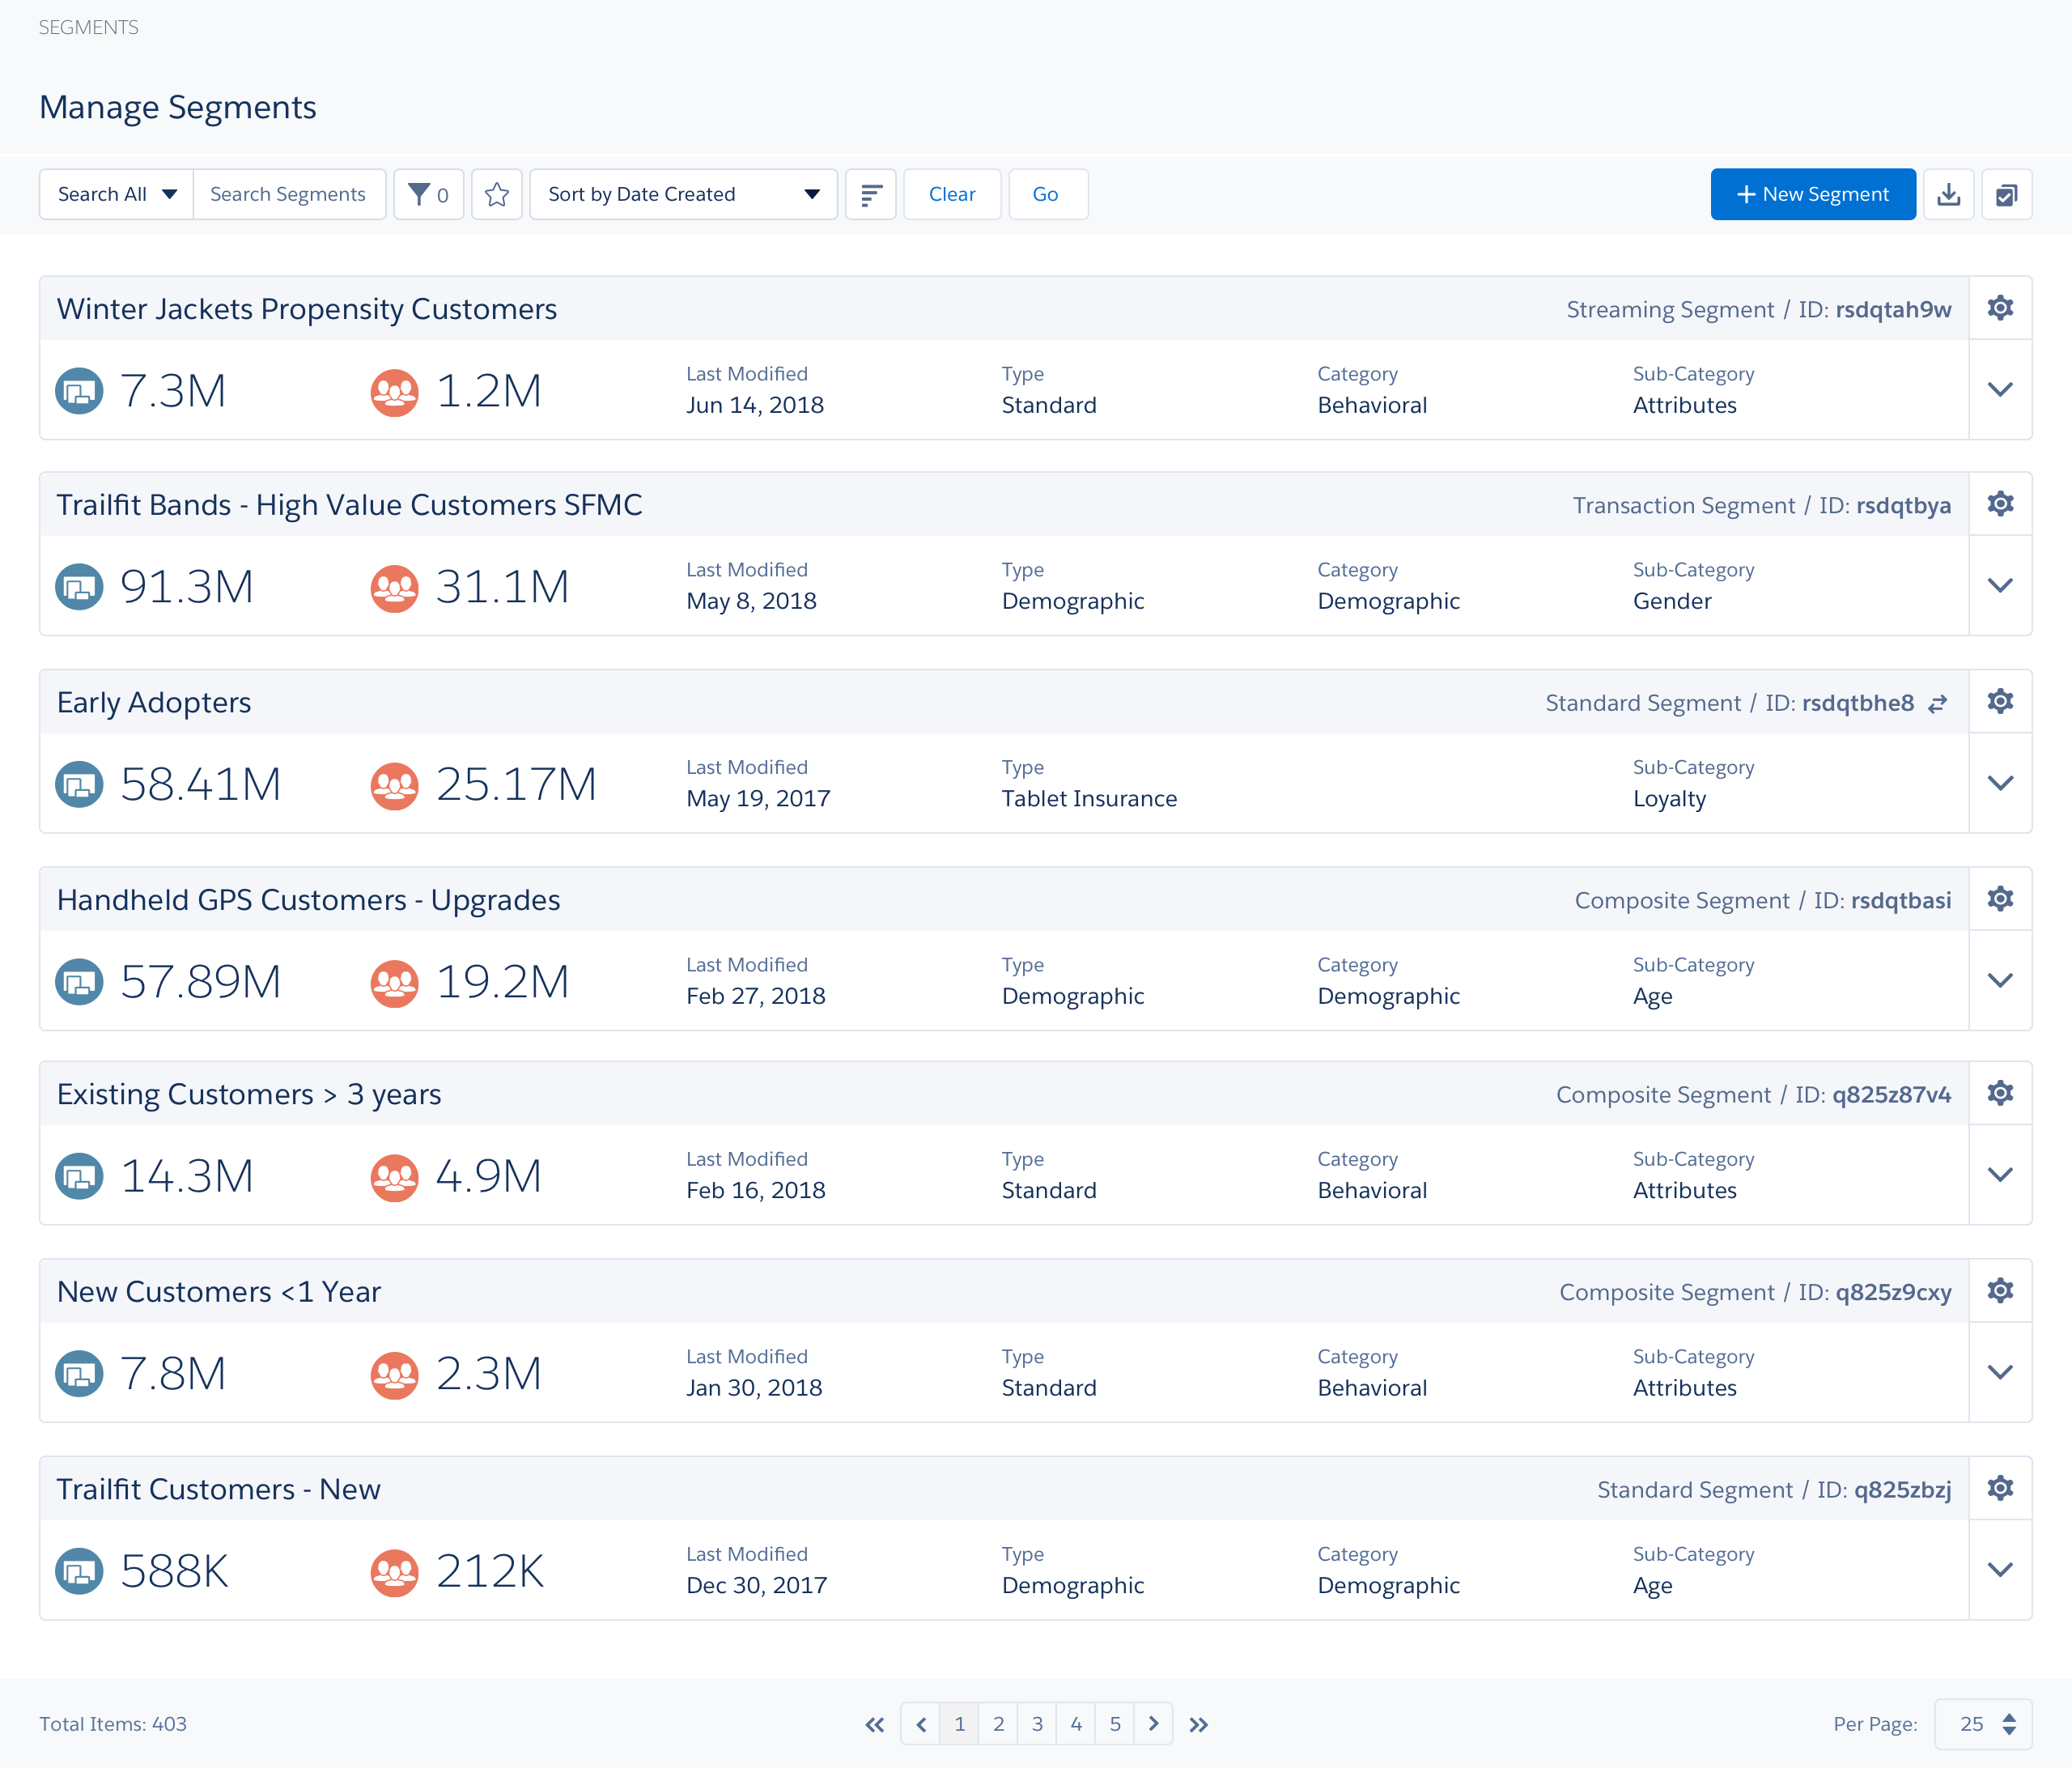 SEGMENTS
Manage Segments
Search All Search Segments 0 Sort by Date Created Clear Go + New Segment
Winter Jackets Propensity Customers Streaming Segment / ID: rsdqtah9w
7.3M 1.2M Last Modified Type Category Sub-Category
Jun 14, 2018 Standard Behavioral Attributes
Trailfit Bands - High Value Customers SFMC Transaction Segment / ID: rsdqtbya
91.3M 31.1M Last Modified Type Category Sub-Category
May 8, 2018 Demographic Demographic Gender
Early Adopters Standard Segment / ID: rsdqtbhe8
58.41M 25.17M Last Modified Type Sub-Category
May 19, 2017 Tablet Insurance Loyalty
Handheld GPS Customers - Upgrades Composite Segment / ID: rsdqtbasi
57.89M 19.2M Last Modified Type Category Sub-Category
Feb 27, 2018 Demographic Demographic Age
Existing Customers > 3 years Composite Segment / ID: q825z87v4
14.3M 4.9M Last Modified Type Category Sub-Category
Feb 16, 2018 Standard Behavioral Attributes
New Customers <1 Year Composite Segment / ID: q825z9cxy
7.8M 2.3M Last Modified Type Category Sub-Category
Jan 30, 2018 Standard Behavioral Attributes
Trailfit Customers - New Standard Segment / ID: q825zbzj
588K 212K Last Modified Type Category Sub-Category
Dec 30, 2017 Demographic Demographic Age
Total Items: 403 1 2 3 4 5 Per Page: 25